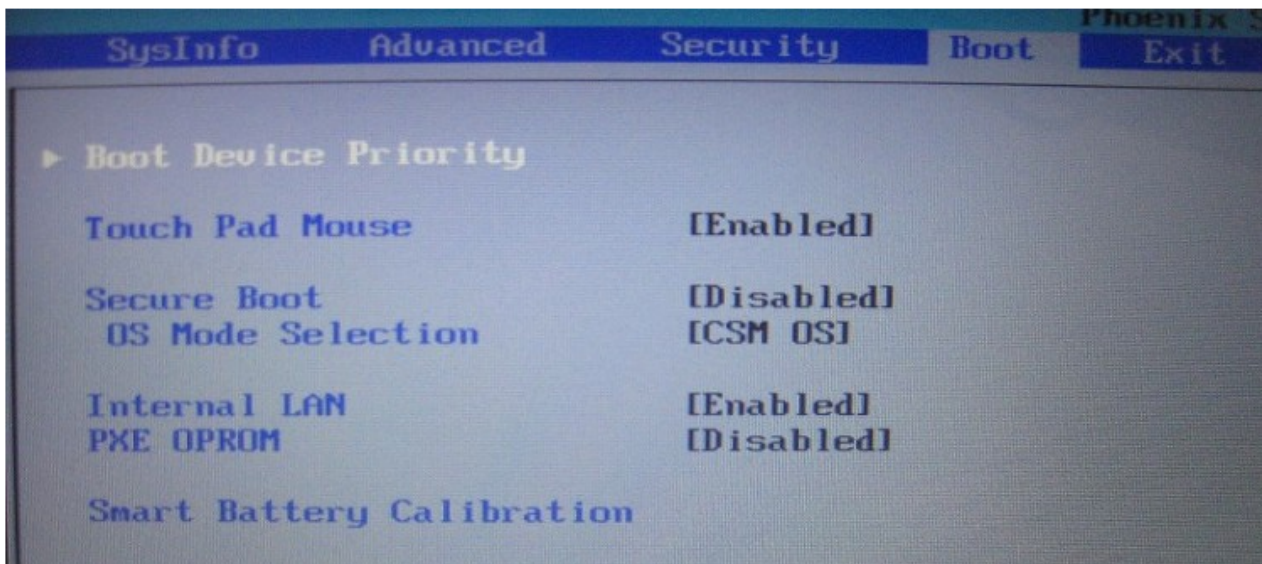 Phoenix
SysInfo Advanced Security Boot Exit
Boot Device Priority
Touch Pad Mouse [Enabled]
Secure Boot [Disabled]
OS Mode Selection [CSM OS]
Internal LAN [Enabled]
PXE OPROM [Disabled]
Smart Battery Calibration